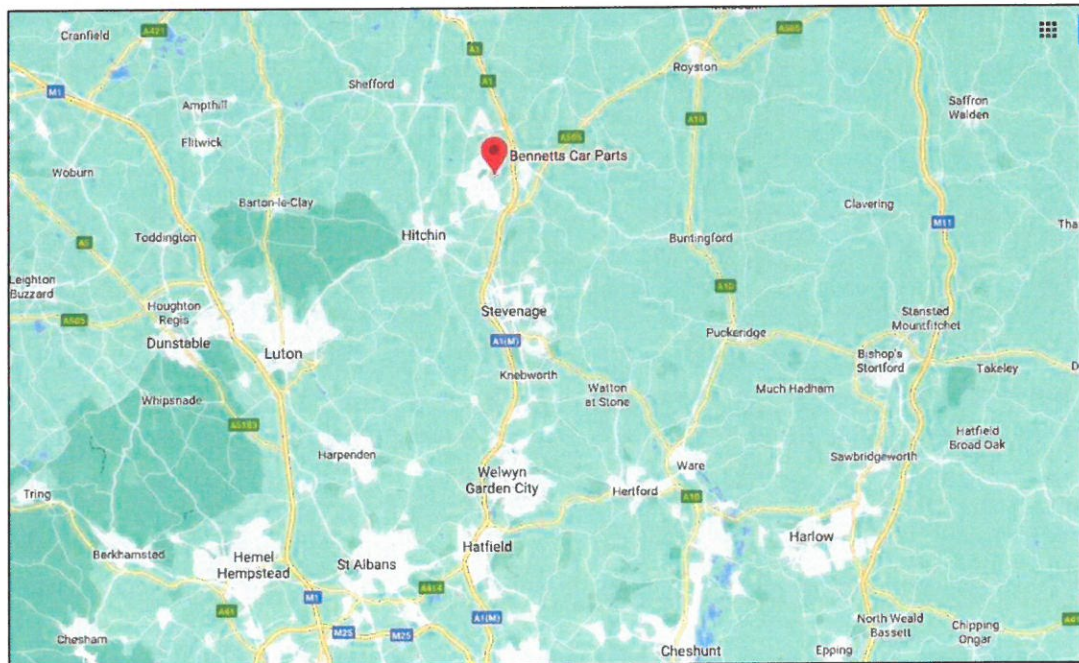 Cranfield
A421
A1
A505
Royston
M1
Shefford
A1
Ampthill
Saffron
Walden
A10
Flitwick
A505
Bennetts Car Parts
Woburn
Barton-le-Clay
Clavering
M11
Toddington
Hitchin
Buntingford
A5
Leighton
Buzzard
A10
Houghton
Regis
Stevenage
Stansted
Mountfitchet
A505
Puckeridge
Dunstable
A1(M)
Luton
Bishop's
Stortford
Takeley
Knebworth
Watton
at Stone
Much Hadham
Whipsnade
A5183
Hatfield
Broad Oak
Harpenden
Sawbridgeworth
Ware
Welwyn
Garden City
Hertford
A10
Tring
Harlow
Berkhamsted
Hemel
Hempstead
St Albans
Hatfield
A414
M1
A41
A1(M)
North Weald
Bassett
Chipping
Ongar
M25
M25
Chesham
Cheshunt
Epping